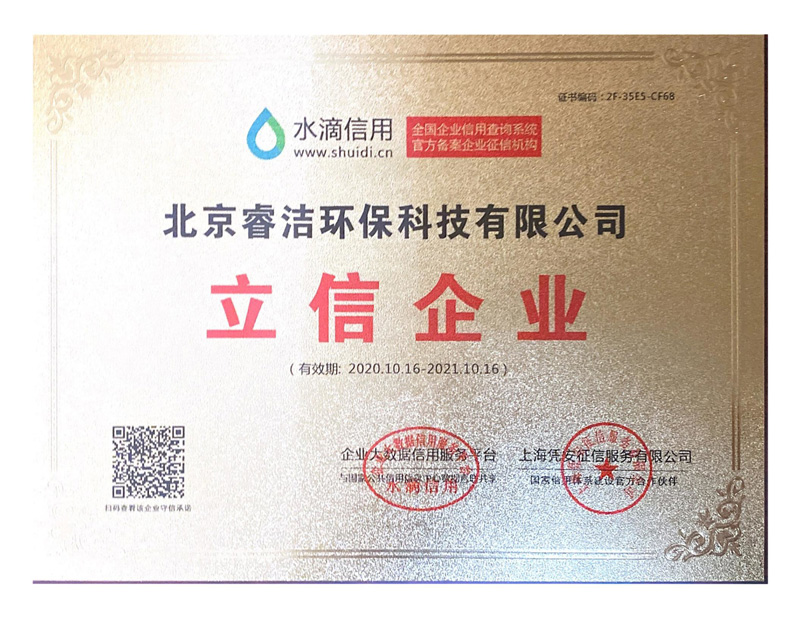 证书编码：2F-35E5-CF68
水滴信用
www.shuidi.cn
全国企业信用查询系统
官方备案企业征信机构
北京睿洁环保科技有限公司
立信企业
（有效期: 2020.10.16-2021.10.16）
企业大数据信用服务平台
上海凭安征信服务有限公司
国家信用体系建设官方合作伙伴
水滴信用
扫码查看该企业守信承诺